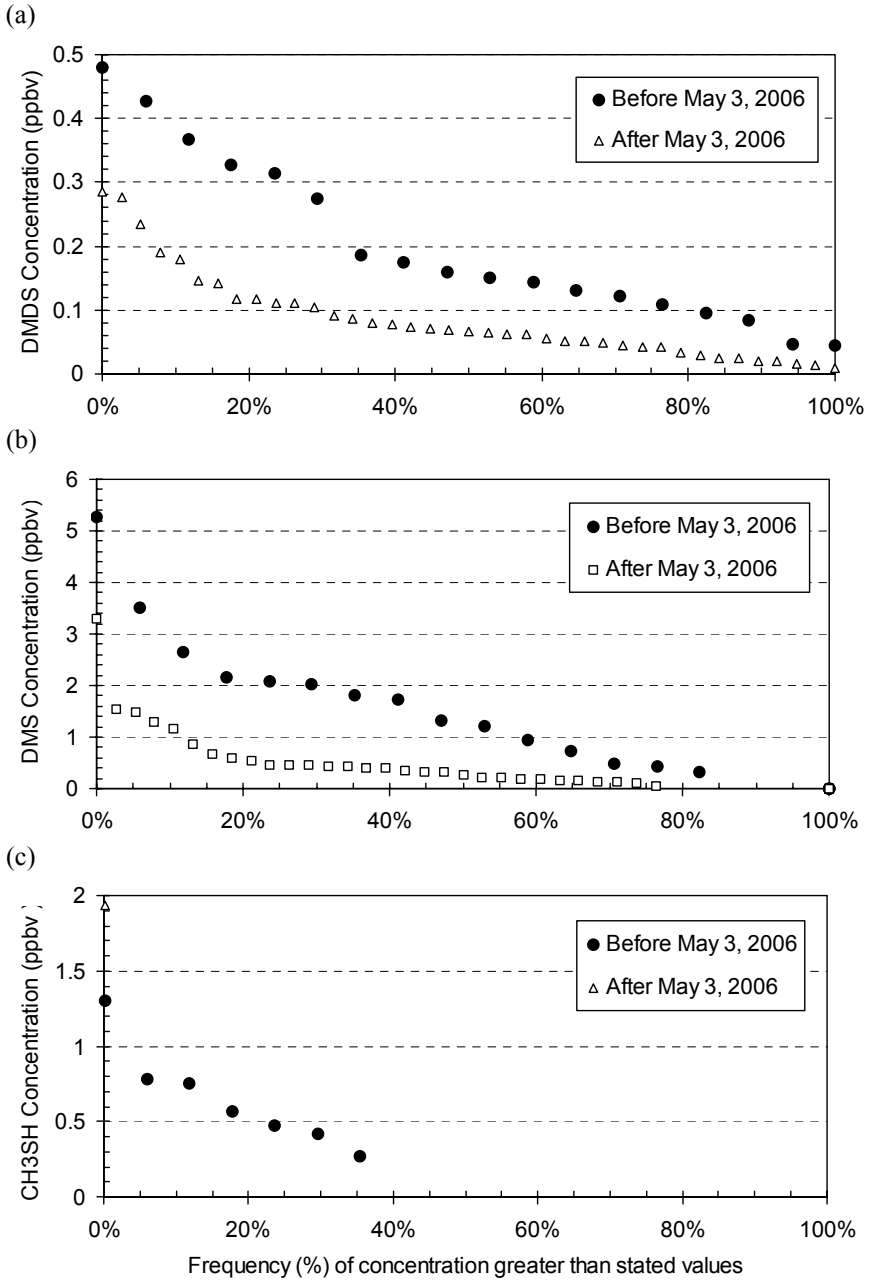 (a)
DMDS Concentration (ppbv)
0.5
0.4
0.3
0.2
0.1
0
Before May 3, 2006
After May 3, 2006
0% 20% 40% 60% 80% 100%
(b)
DMS Concentration (ppbv)
6
5
4
3
2
1
0
Before May 3, 2006
After May 3, 2006
0% 20% 40% 60% 80% 100%
(c)
CH3SH Concentration (ppbv
2
1.5
1
0.5
0
Before May 3, 2006
After May 3, 2006
0% 20% 40% 60% 80% 100%
Frequency (%) of concentration greater than stated values